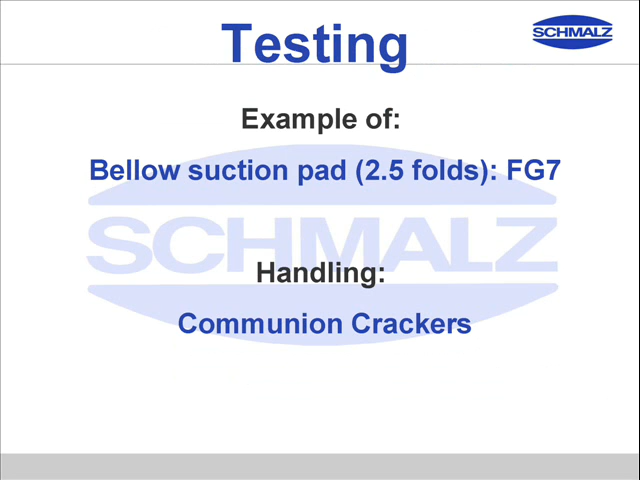 Testing
SCHMALZ
Example of:
Bellow suction pad (2.5 folds): FG7
SCHMALZ
Handling:
Communion Crackers